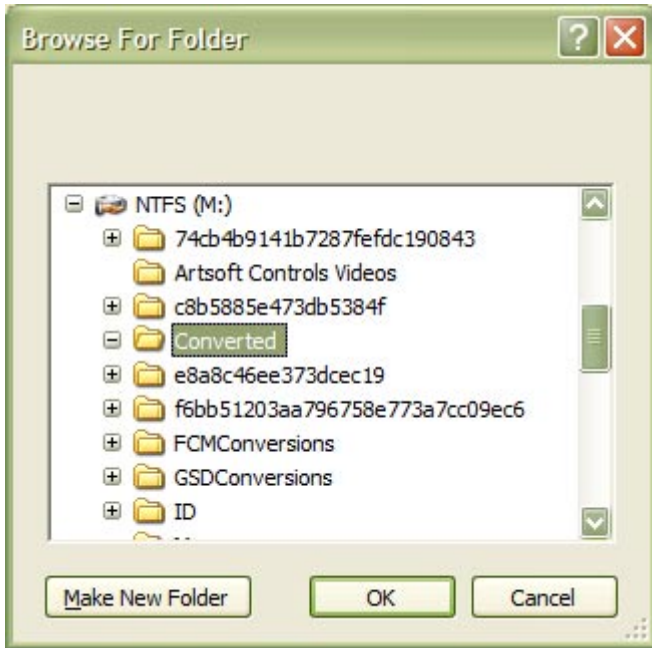 Browse For Folder
NTFS (M:)
74cb4b9141b7287fefdc190843
Artsoft Controls Videos
c8b5885e473db5384f
Converted
e8a8c46ee373dcec19
f6bb51203aa796758e773a7cc09ec6
FCMConversions
GSDConversions
ID
Make New Folder
OK
Cancel